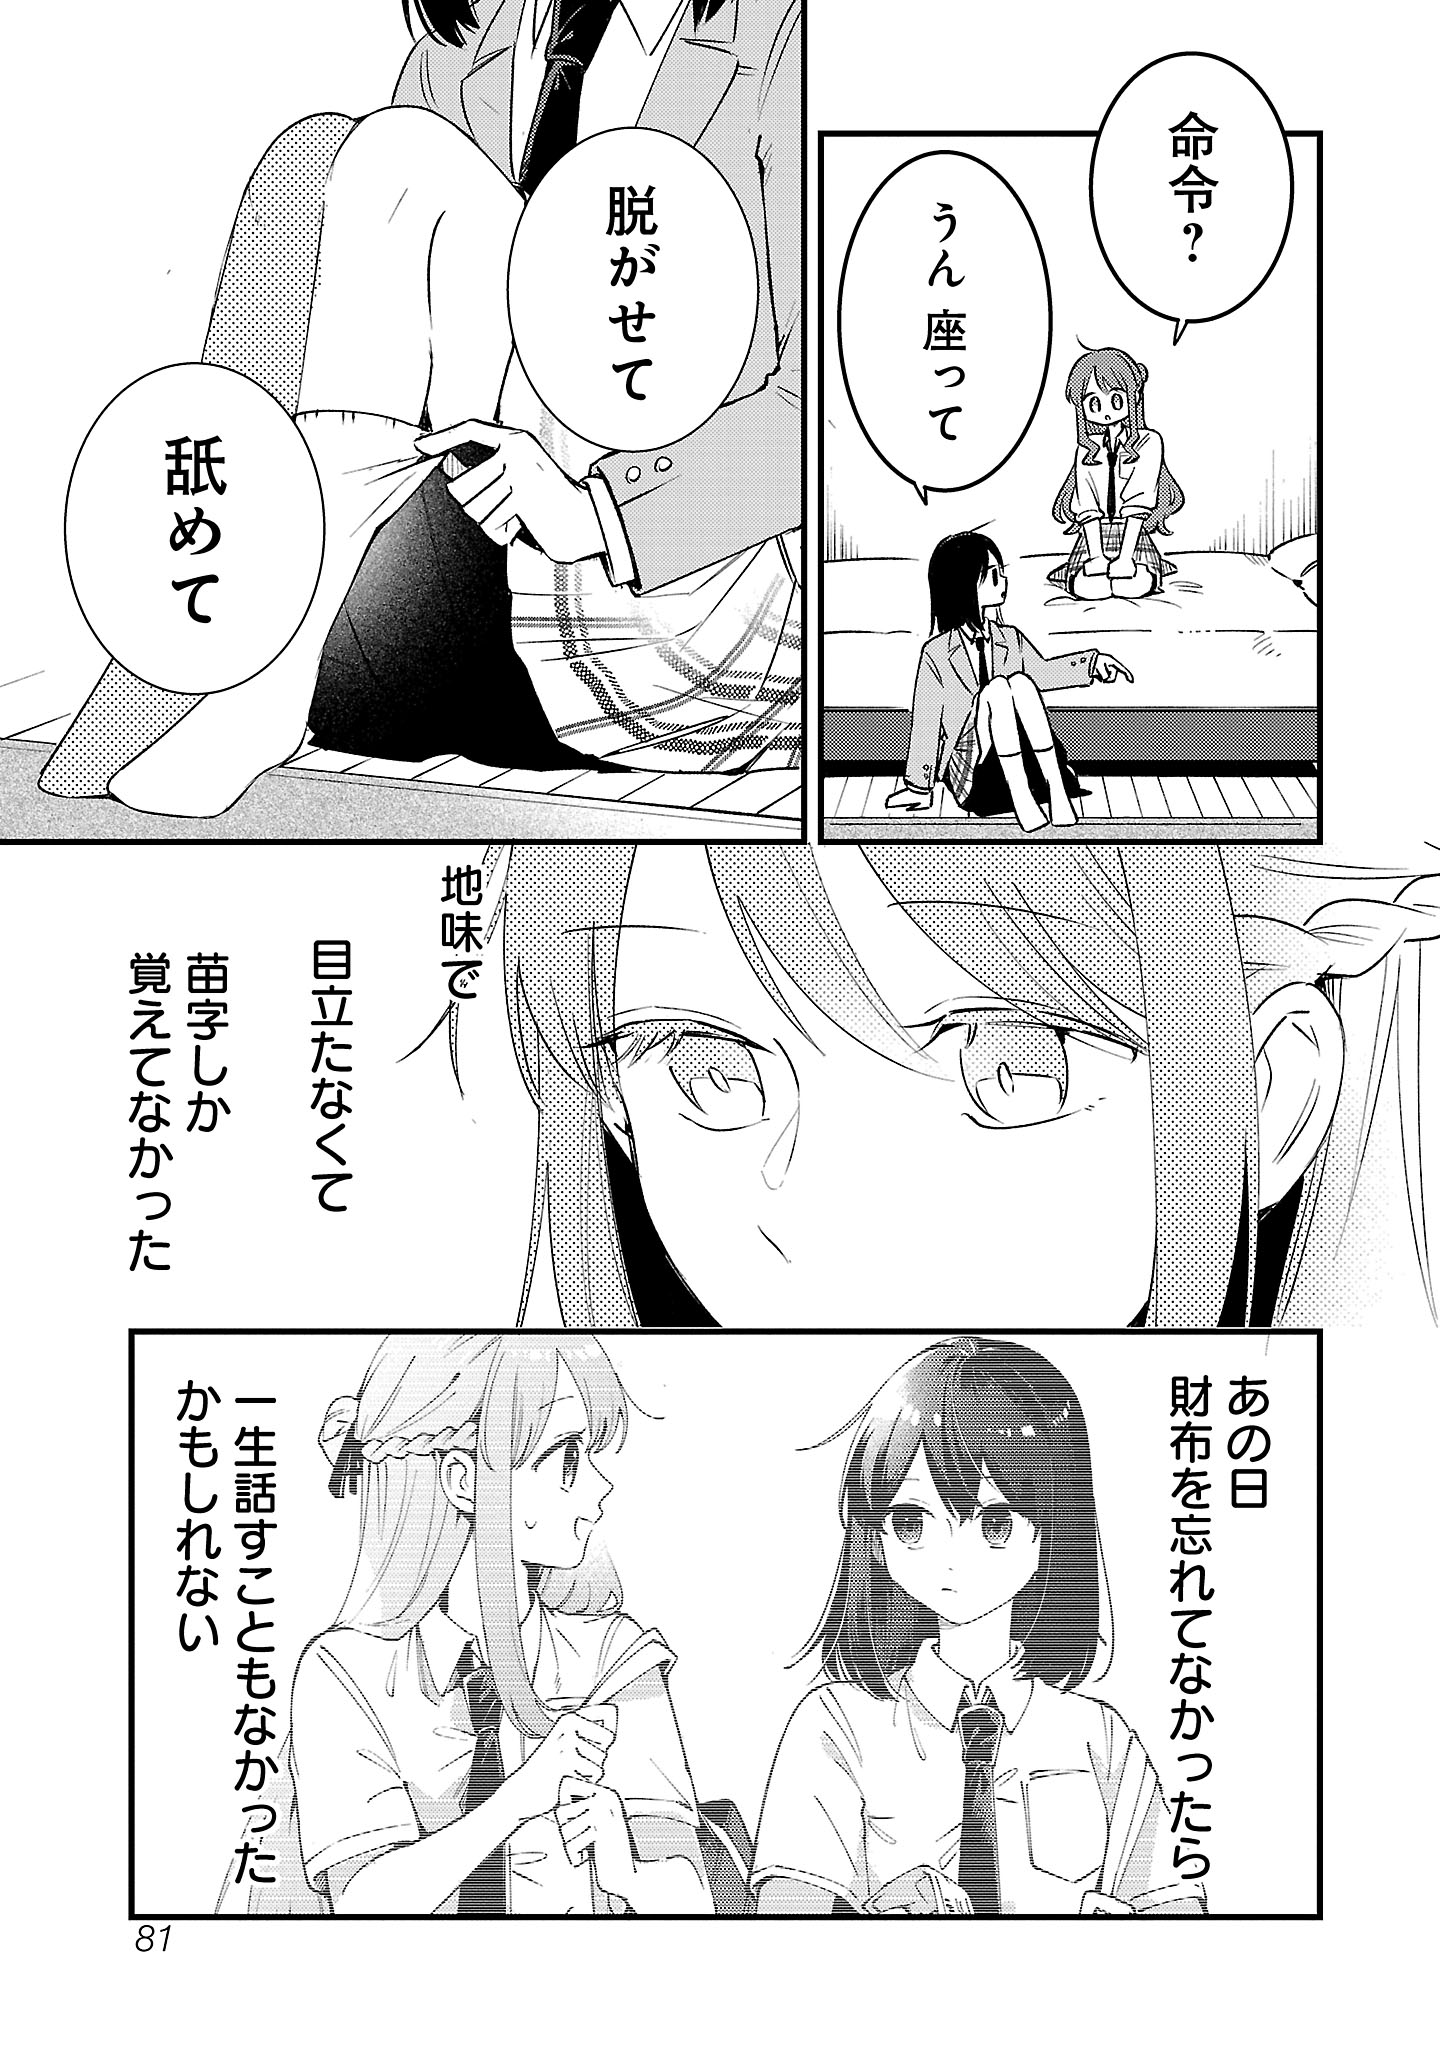 命令?
うん 座って
脱がせて
舐めて
地味で
目立たなくて
苗字しか
覚えてなかった
あの日
財布を忘れてなかったら
一生話すこともなかった
かもしれない
81